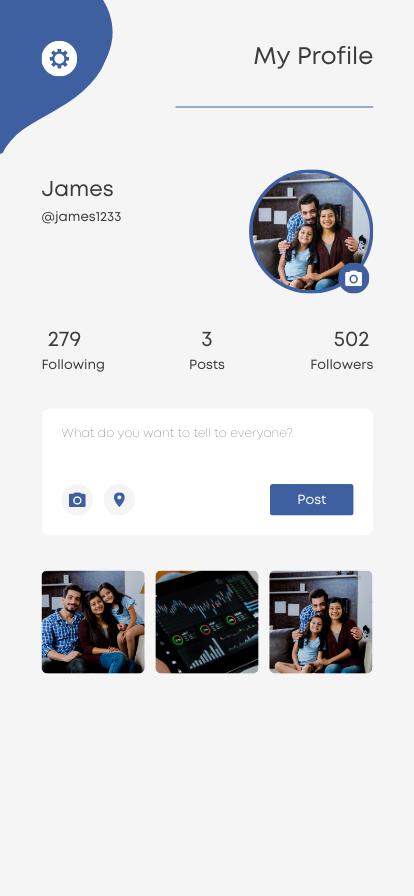 My Profile
James
@james1233
279
Following
3
Posts
502
Followers
What do you want to tell to everyone?
Post